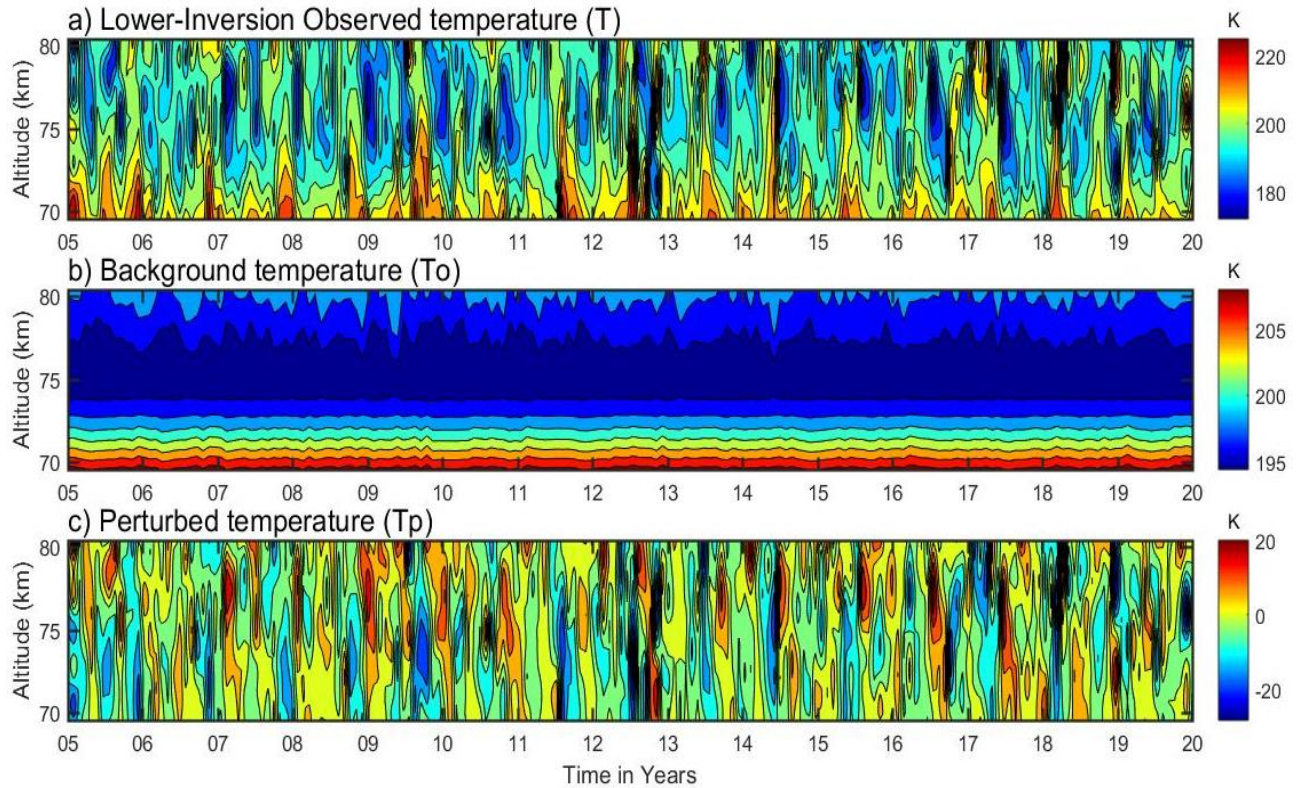 a) Lower-Inversion Observed temperature (T)
K
Altitude (km)
80
75
70
220
200
180
05 06 07 08 09 10 11 12 13 14 15 16 17 18 19 20
b) Background temperature (To)
K
Altitude (km)
80
75
70
205
200
195
05 06 07 08 09 10 11 12 13 14 15 16 17 18 19 20
c) Perturbed temperature (Tp)
K
Altitude (km)
80
75
70
20
0
-20
05 06 07 08 09 10 11 12 13 14 15 16 17 18 19 20
Time in Years